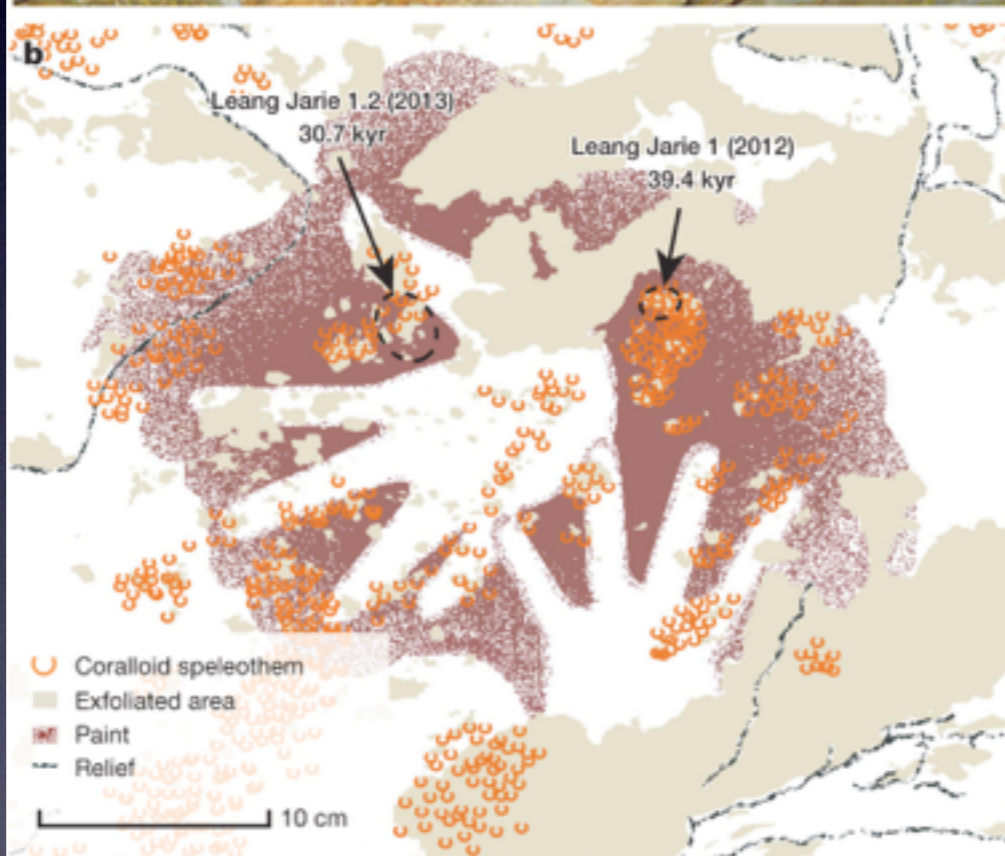 b
Leang Jarie 1.2 (2013)
30.7 kyr
Leang Jarie 1 (2012)
39.4 kyr
Coralloid speleothem
Exfoliated area
Paint
Relief
10 cm